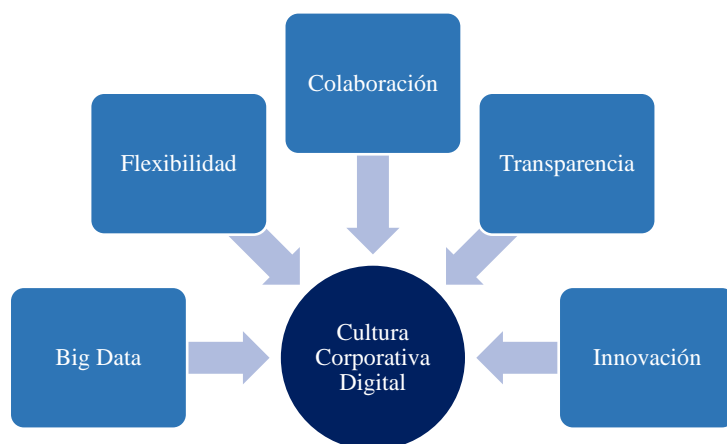 Colaboración
Flexibilidad
Transparencia
Big Data
Cultura
Corporativa
Digital
Innovación